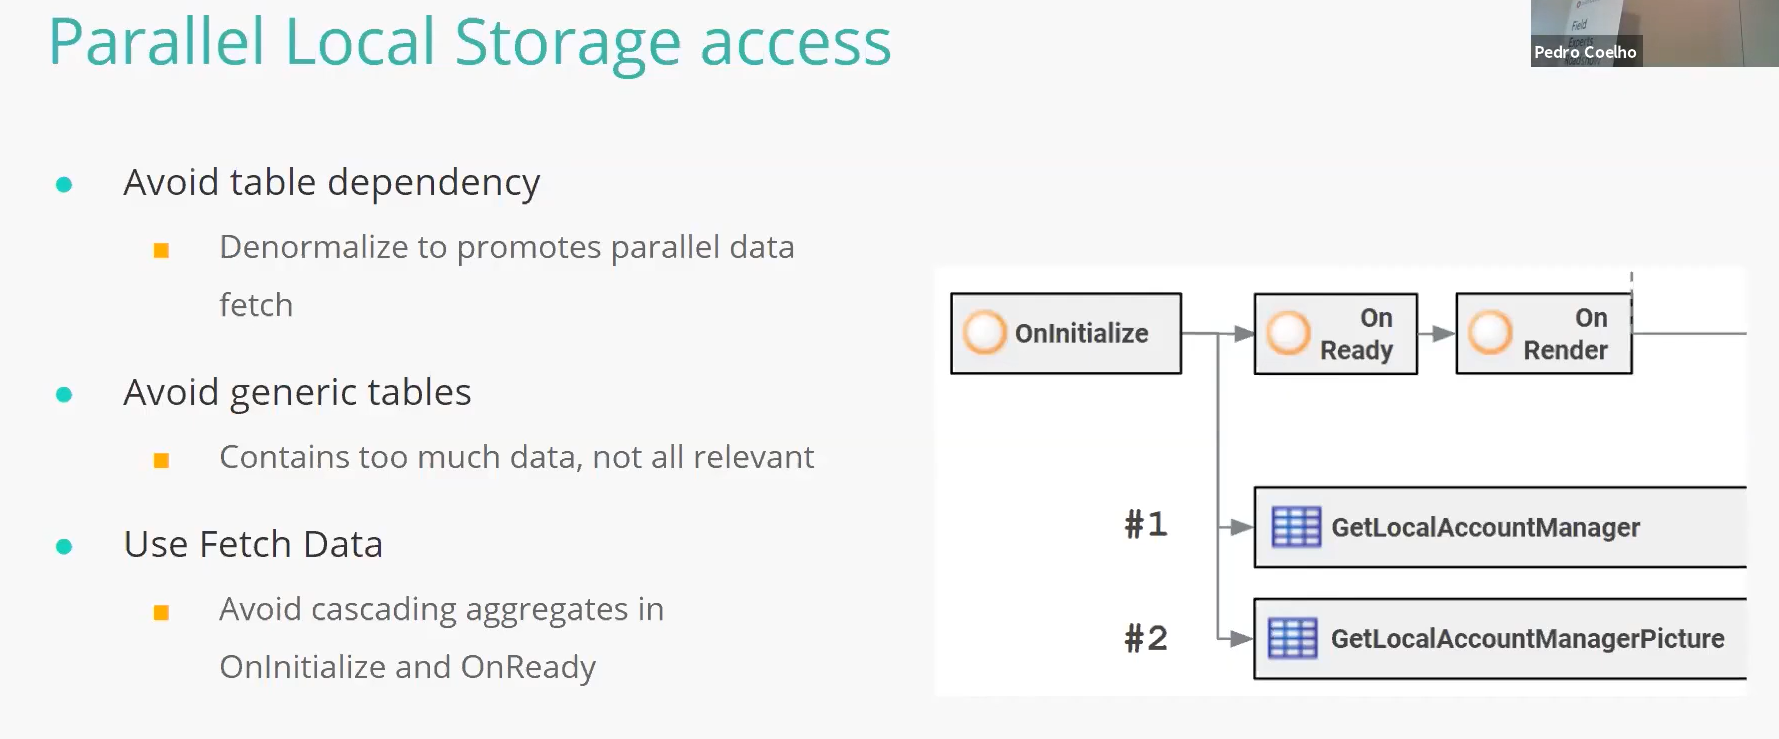 Parallel Local Storage access
Field
Pedro Coelho
Avoid table dependency
Denormalize to promotes parallel data
fetch
Avoid generic tables
Contains too much data, not all relevant
Use Fetch Data
Avoid cascading aggregates in
OnInitialize and OnReady
OnInitialize
On
Ready
On
Render
#1
GetLocalAccountManager
#2
GetLocalAccountManagerPicture